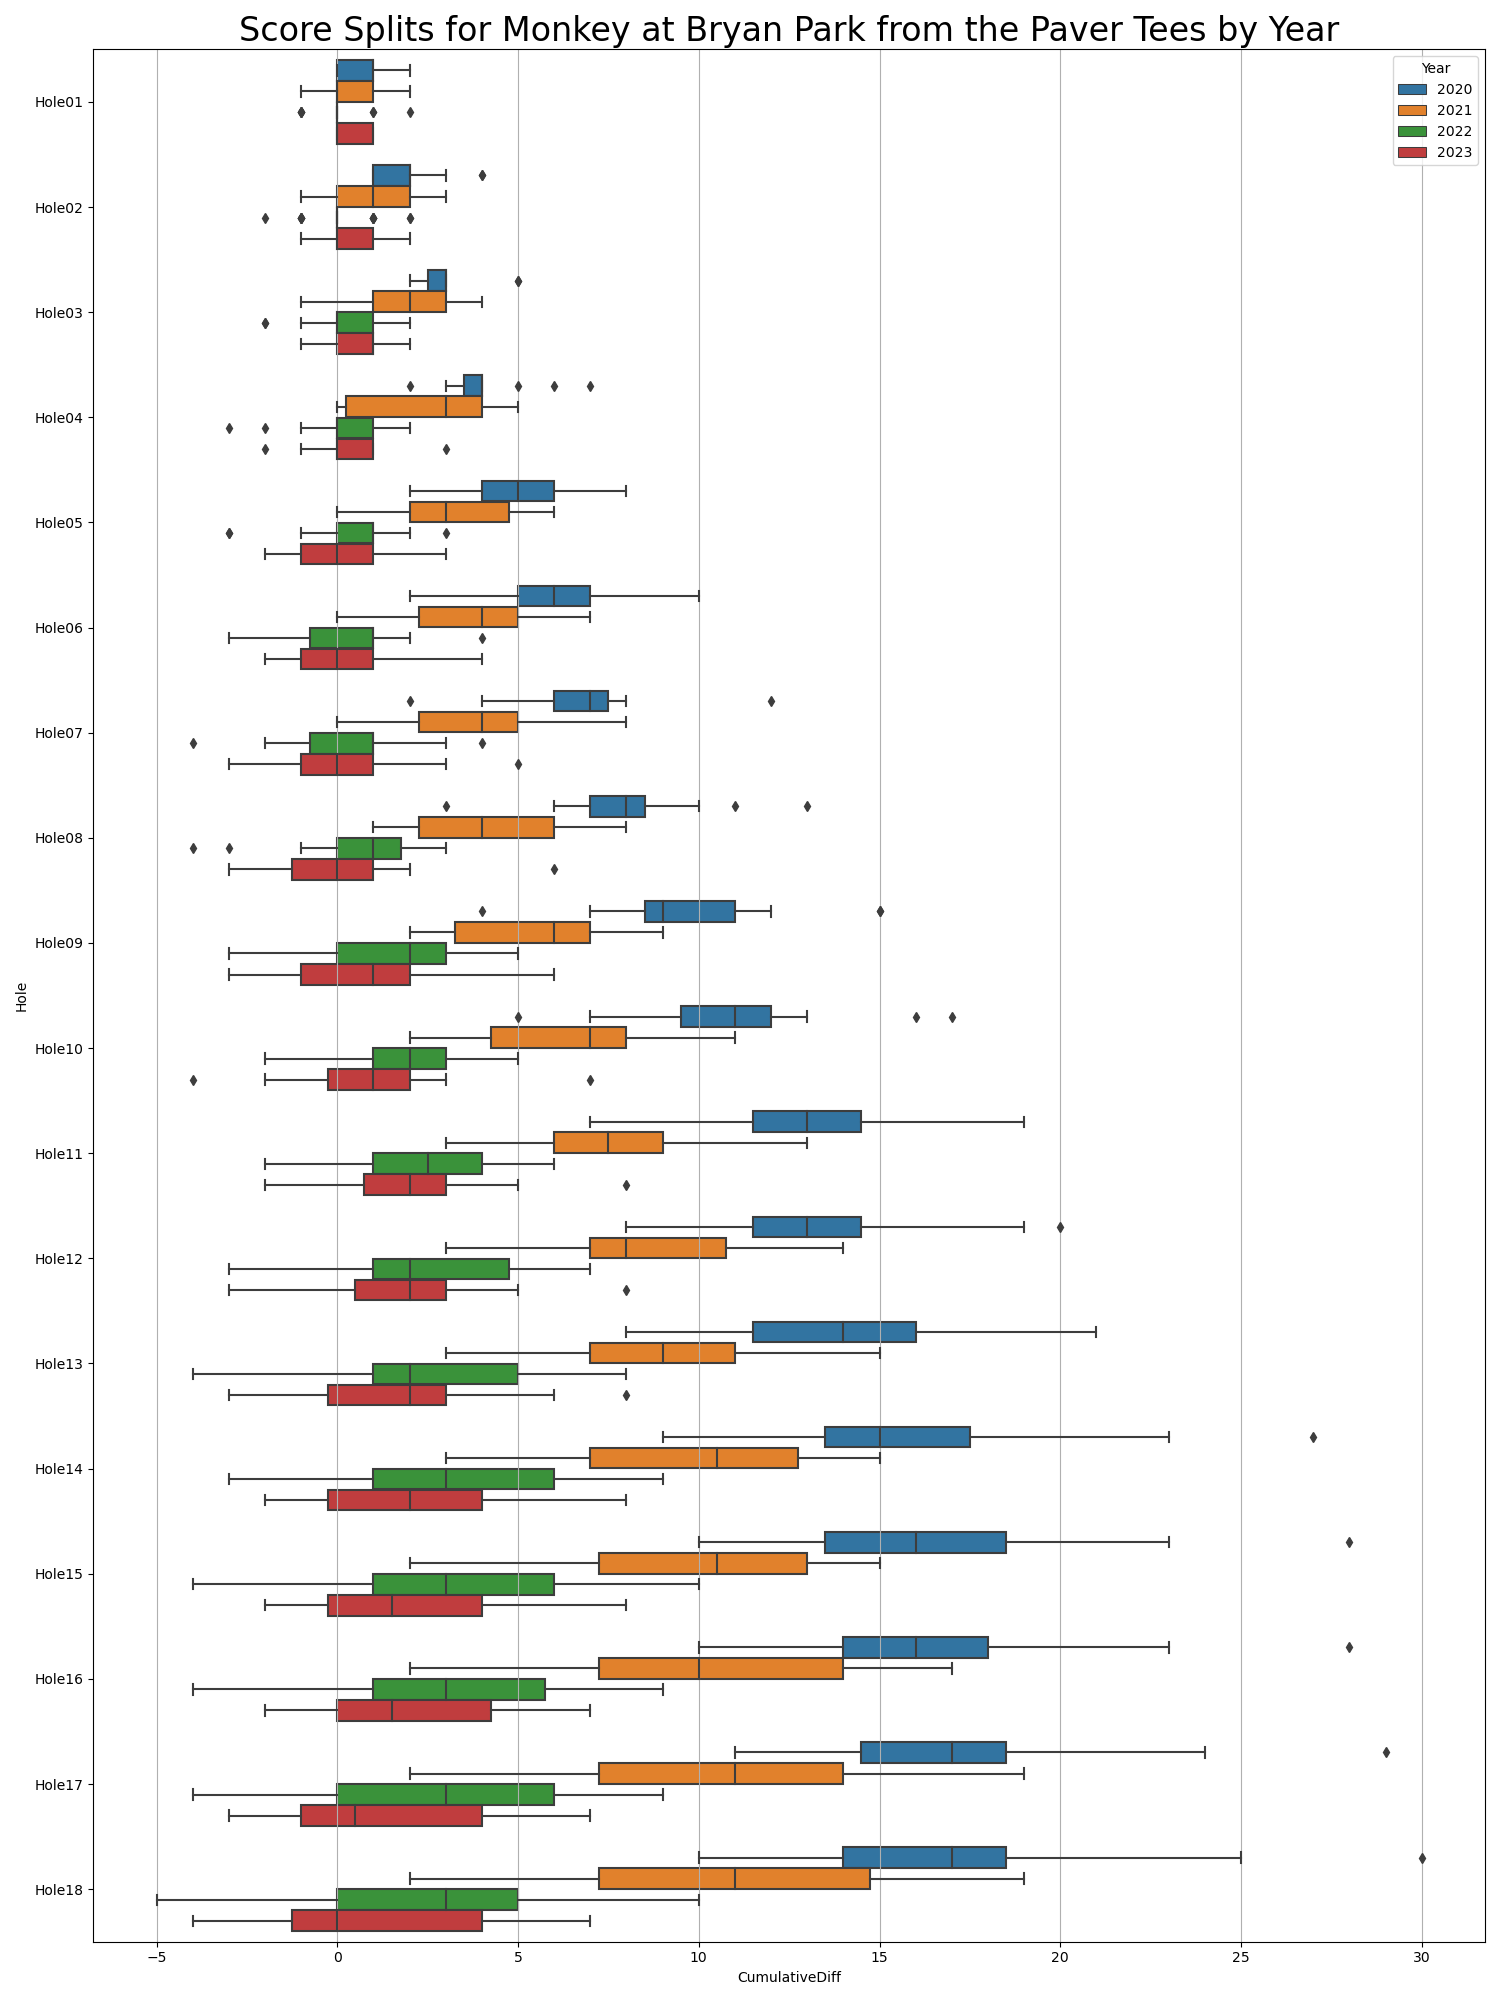 Score Splits for Monkey at Bryan Park from the Paver Tees by Year
Year
2020
2021
2022
2023
Hole
Hole01
Hole02
Hole03
Hole04
Hole05
Hole06
Hole07
Hole08
Hole09
Hole10
Hole11
Hole12
Hole13
Hole14
Hole15
Hole16
Hole17
Hole18
−5 0 5 10 15 20 25 30
CumulativeDiff